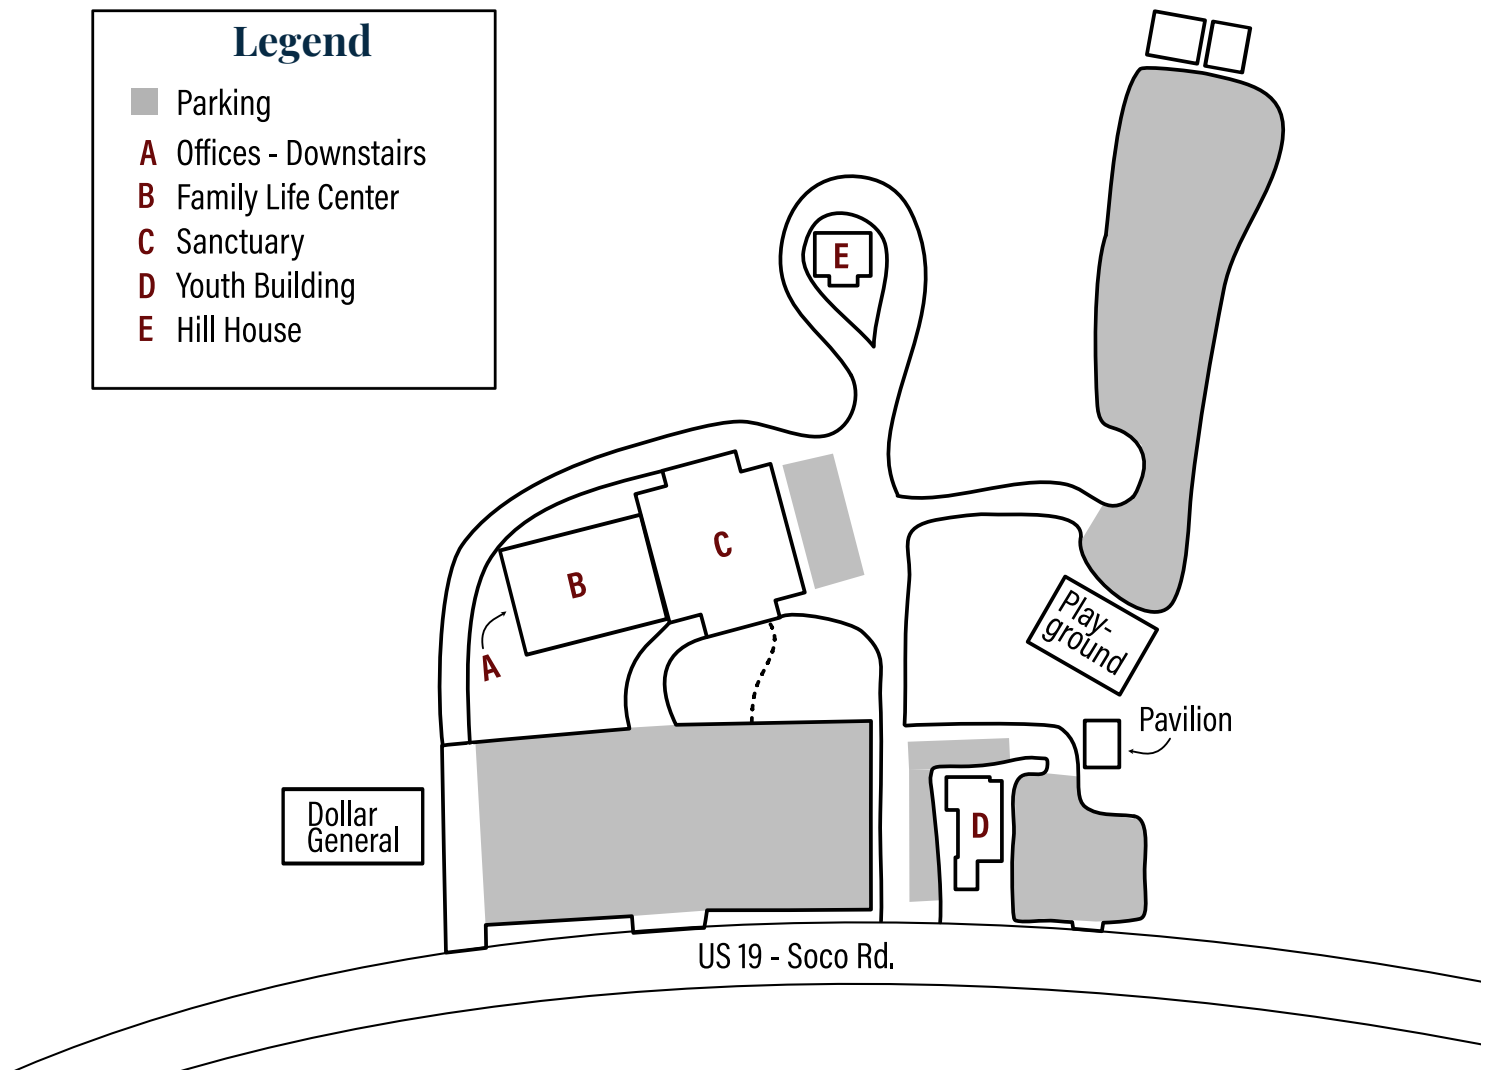 Legend
Parking
A Offices - Downstairs
B Family Life Center
C Sanctuary
D Youth Building
E Hill House
E
C
B
A
Play-
ground
Pavilion
Dollar
General
D
US 19 - Soco Rd.